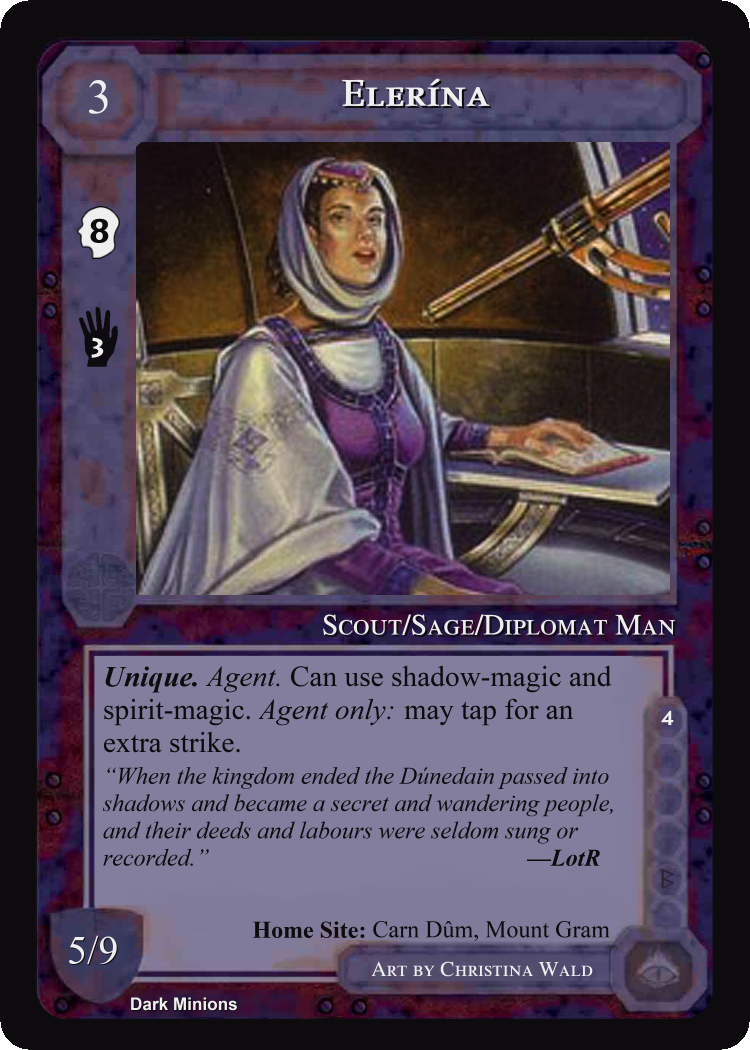 3
ELERÍNA
8
3
SCOUT/SAGE/DIPLOMAT MAN
Unique. Agent. Can use shadow-magic and
spirit-magic. Agent only: may tap for an
extra strike.
4
“When the kingdom ended the Dúnedain passed into
shadows and became a secret and wandering people,
and their deeds and labours were seldom sung or
recorded.” —LotR
Home Site: Carn Dûm, Mount Gram
5/9
ART BY CHRISTINA WALD
Dark Minions